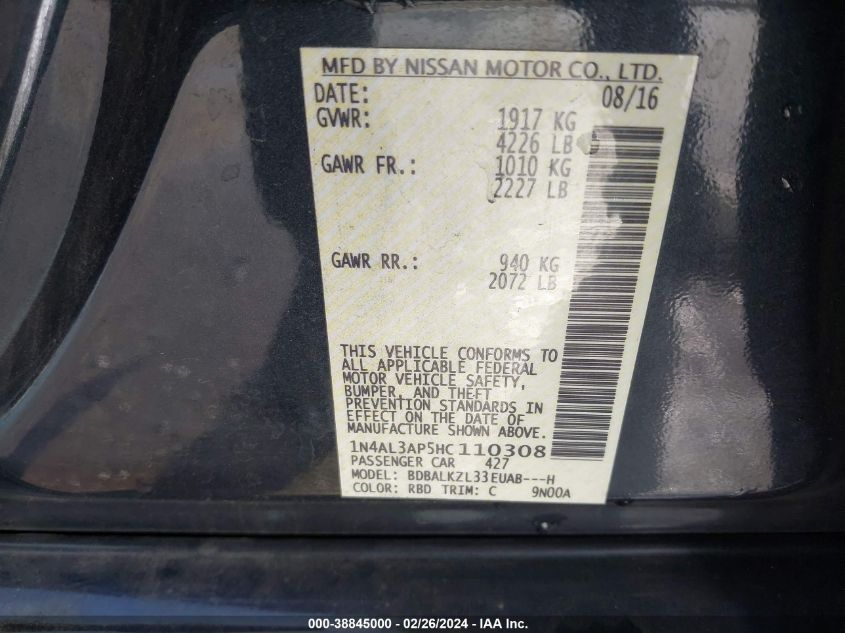 MFD BY NISSAN MOTOR CO., LTD.
DATE: 08/16
GVWR: 1917 KG
4226 LB
GAWR FR.: 1010 KG
2227 LB
GAWR RR.: 940 KG
2072 LB
THIS VEHICLE CONFORMS TO
ALL APPLICABLE FEDERAL
MOTOR VEHICLE SAFETY,
BUMPER, AND THEFT
PREVENTION STANDARDS IN
EFFECT ON THE DATE OF
MANUFACTURE SHOWN ABOVE.
1N4AL3AP5HC110308
PASSENGER CAR 427
MODEL: BDBALKZL33EUAB---H
COLOR: RBD TRIM: C 9N00A
000-38845000 — 02/26/2024 — IAA Inc.